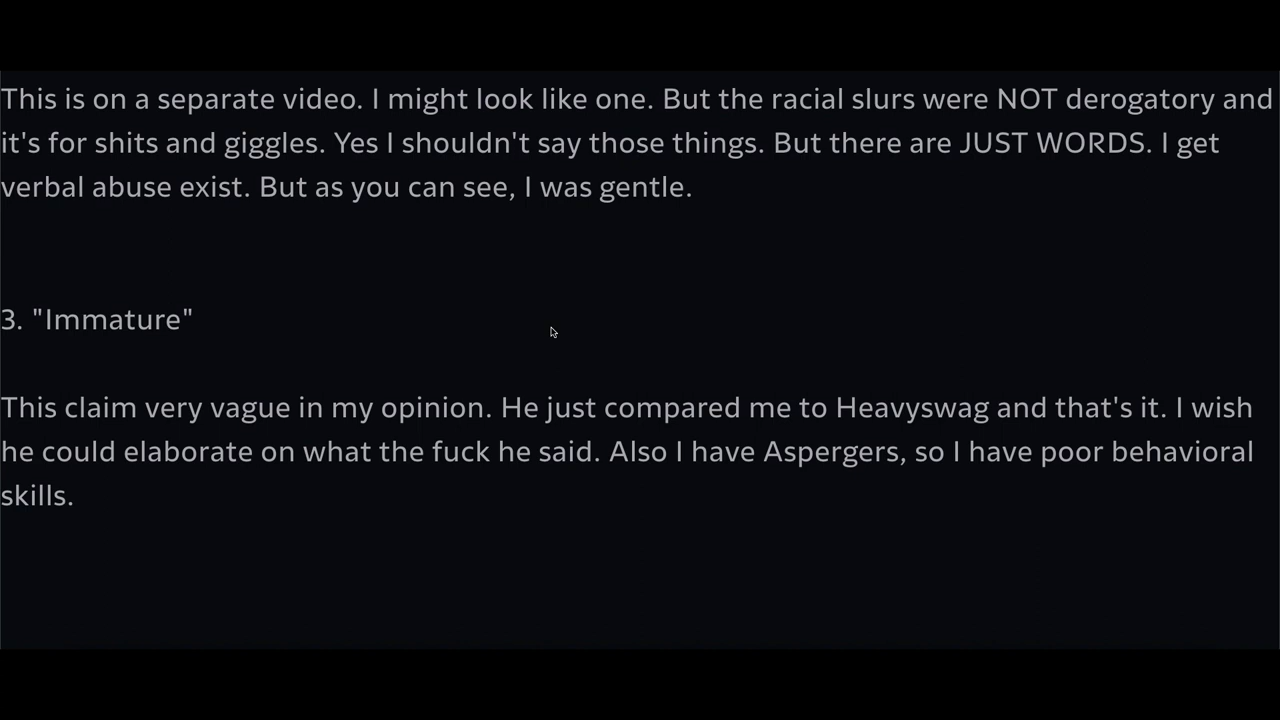 This is on a separate video. I might look like one. But the racial slurs were NOT derogatory and
it's for shits and giggles. Yes I shouldn't say those things. But there are JUST WORDS. I get
verbal abuse exist. But as you can see, I was gentle.
3. "Immature"
This claim very vague in my opinion. He just compared me to Heavyswag and that's it. I wish
he could elaborate on what the fuck he said. Also I have Aspergers, so I have poor behavioral
skills.